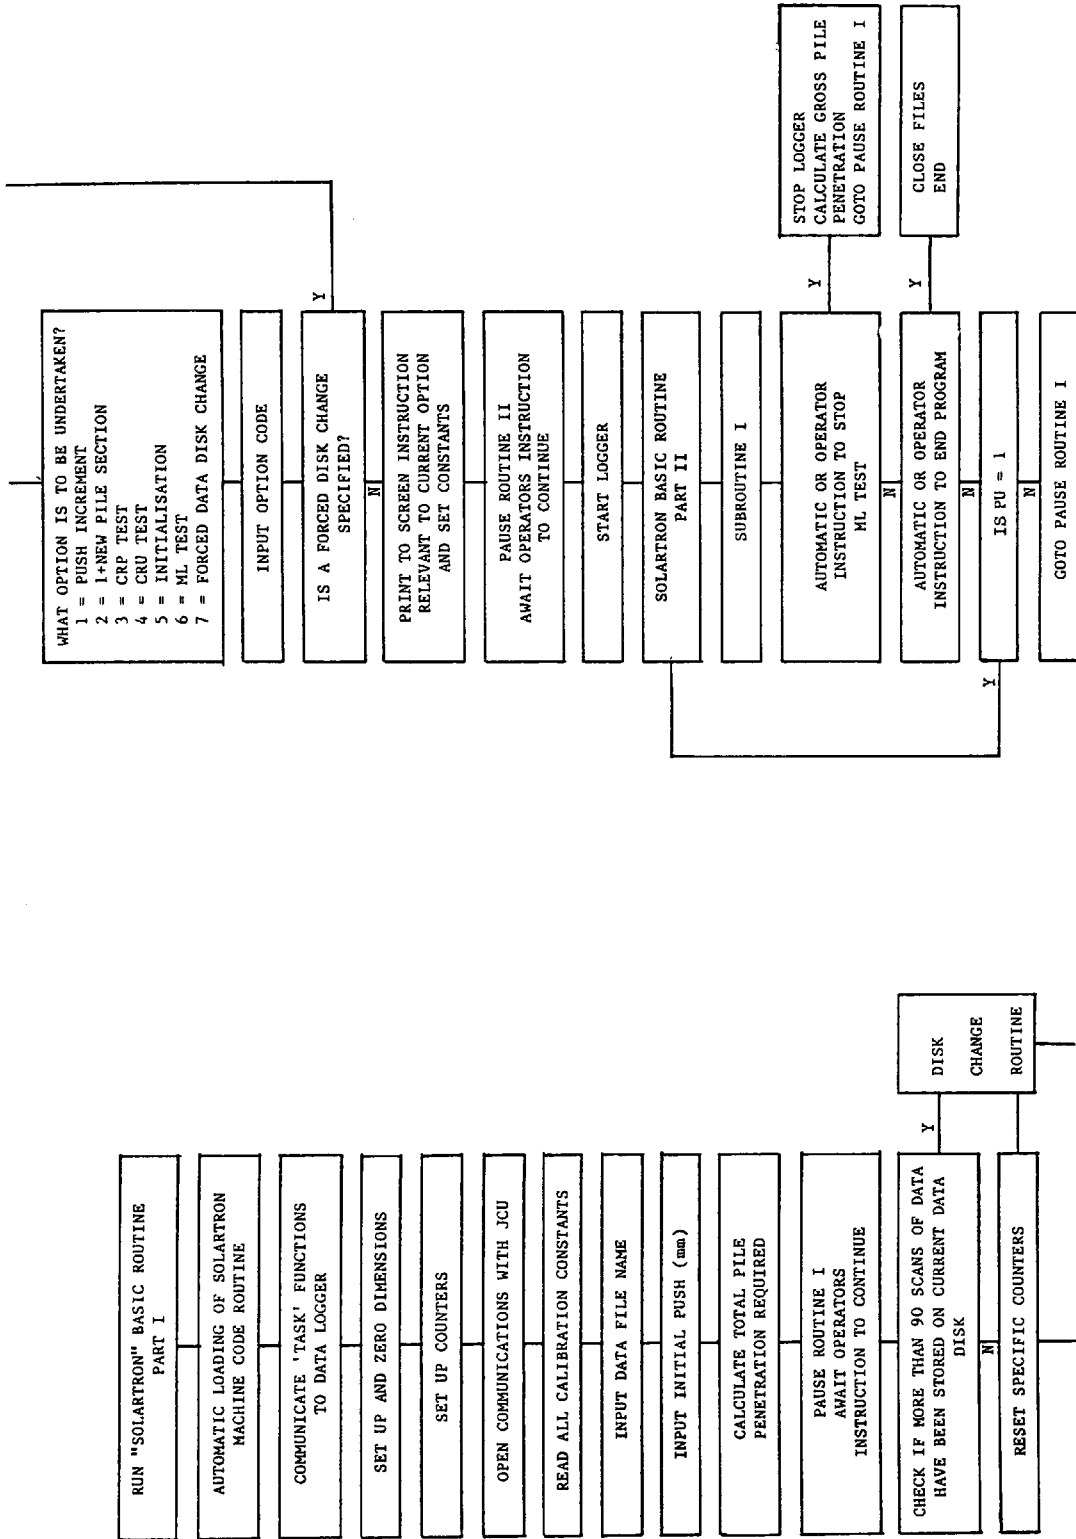 RUN "SOLARTRON" BASIC ROUTINE
PART I
AUTOMATIC LOADING OF SOLARTRON
MACHINE CODE ROUTINE
COMMUNICATE 'TASK' FUNCTIONS
TO DATA LOGGER
SET UP AND ZERO DIMENSIONS
SET UP COUNTERS
OPEN COMMUNICATIONS WITH JCU
READ ALL CALIBRATION CONSTANTS
INPUT DATA FILE NAME
INPUT INITIAL PUSH (mm)
CALCULATE TOTAL PILE
PENETRATION REQUIRED
PAUSE ROUTINE I
AWAIT OPERATORS
INSTRUCTION TO CONTINUE
CHECK IF MORE THAN 90 SCANS OF DATA
HAVE BEEN STORED ON CURRENT DATA
DISK
Y
DISK
CHANGE
ROUTINE
N
RESET SPECIFIC COUNTERS
WHAT OPTION IS TO BE UNDERTAKEN?
1 = PUSH INCREMENT
2 = 1+NEW PILE SECTION
3 = CRP TEST
4 = CRU TEST
5 = INITIALISATION
6 = ML TEST
7 = FORCED DATA DISK CHANGE
INPUT OPTION CODE
IS A FORCED DISK CHANGE
SPECIFIED?
Y
N
PRINT TO SCREEN INSTRUCTION
RELEVANT TO CURRENT OPTION
AND SET CONSTANTS
PAUSE ROUTINE II
AWAIT OPERATORS INSTRUCTION
TO CONTINUE
START LOGGER
SOLARTRON BASIC ROUTINE
PART II
SUBROUTINE I
AUTOMATIC OR OPERATOR
INSTRUCTION TO STOP
ML TEST
Y
STOP LOGGER
CALCULATE GROSS PILE
PENETRATION
GOTO PAUSE ROUTINE I
N
AUTOMATIC OR OPERATOR
INSTRUCTION TO END PROGRAM
Y
CLOSE FILES
END
N
IS PU = 1
Y
N
GOTO PAUSE ROUTINE I